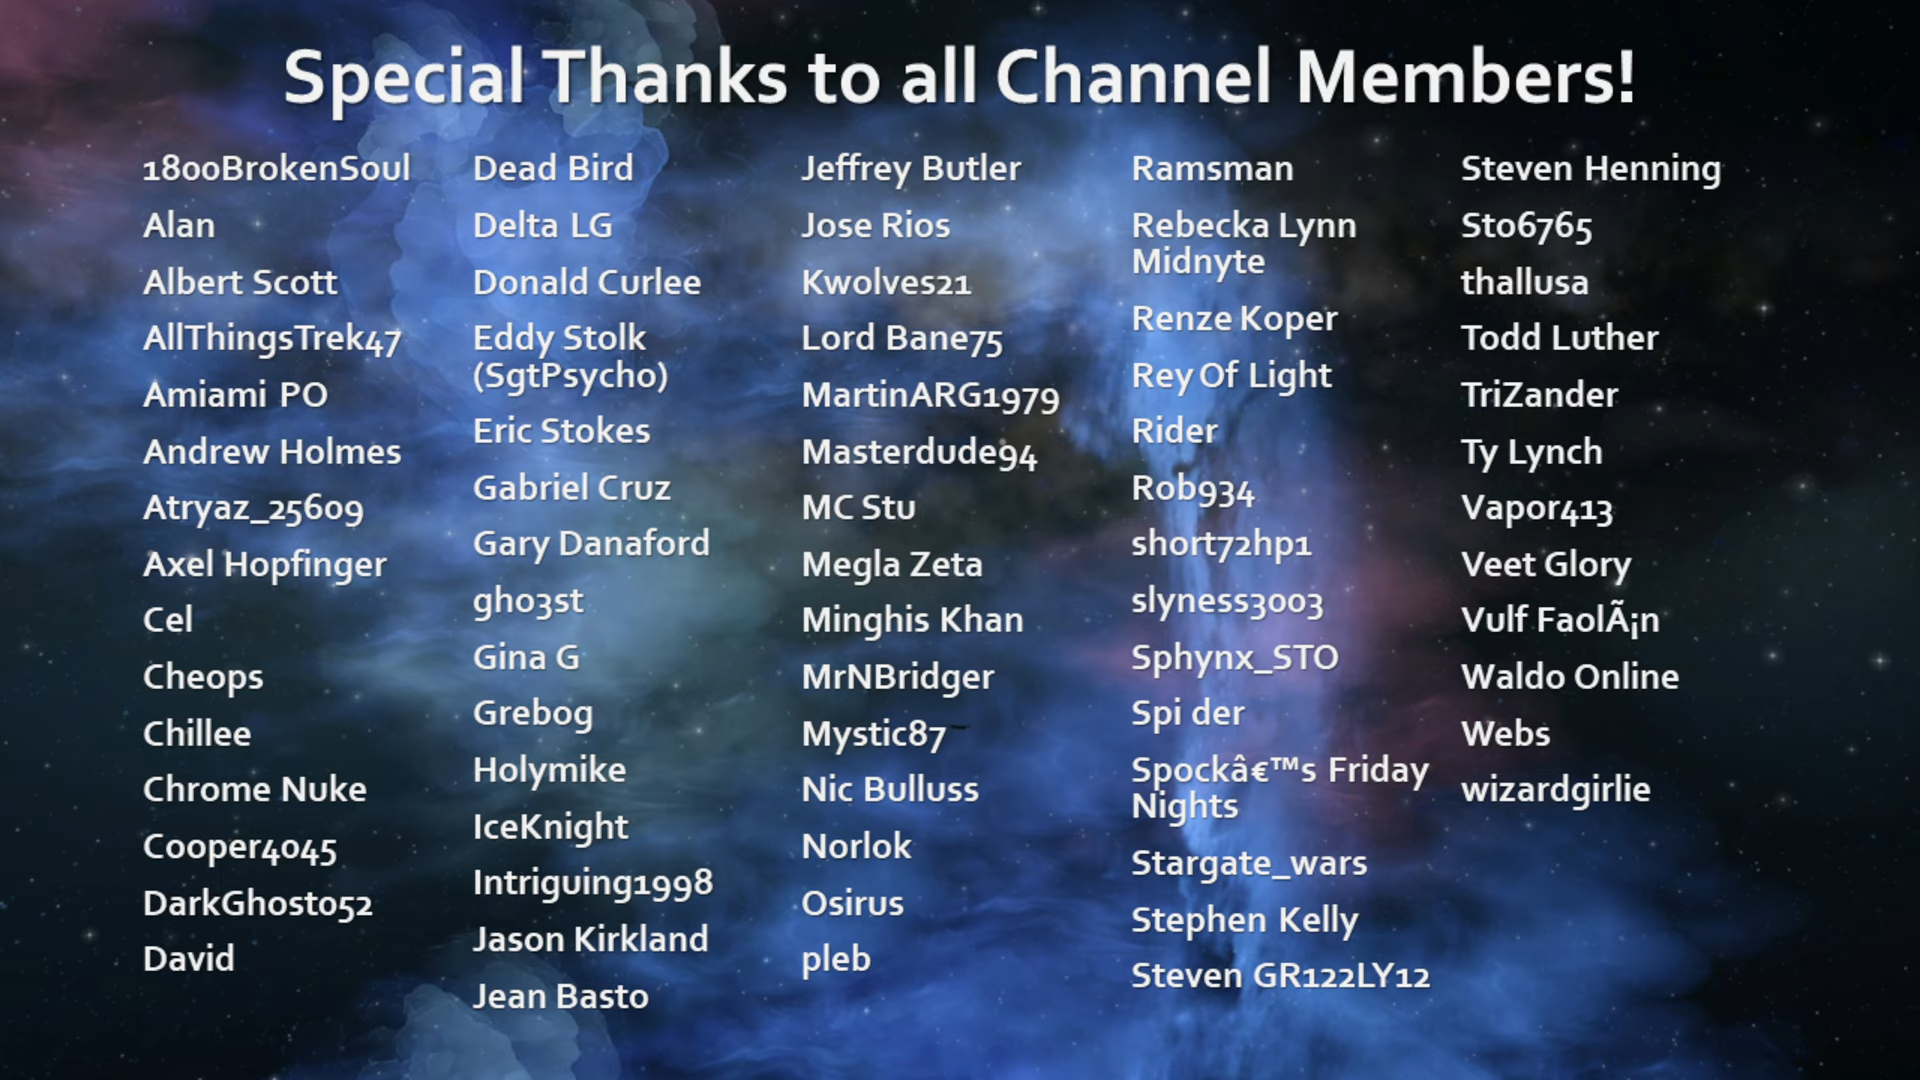 Special Thanks to all Channel Members!
1800BrokenSoul
Alan
Albert Scott
AllThingsTrek47
Amiami PO
Andrew Holmes
Atryaz_25609
Axel Hopfinger
Cel
Cheops
Chillee
Chrome Nuke
Cooper4045
DarkGhost052
David
Dead Bird
Delta LG
Donald Curlee
Eddy Stolk
(SgtPsycho)
Eric Stokes
Gabriel Cruz
Gary Danaford
gho3st
Gina G
Grebog
Holymike
IceKnight
Intriguing1998
Jason Kirkland
Jean Basto
Jeffrey Butler
Jose Rios
Kwolves21
Lord Bane75
MartinARG1979
Masterdude94
MC Stu
Megla Zeta
Minghis Khan
MrNBridger
Mystic87
Nic Bulluss
Norlok
Osirus
pleb
Ramsman
Rebecka Lynn
Midnyte
Renze Koper
Rey Of Light
Rider
Rob934
short72hp1
slyness3003
Sphynx_STO
Spi der
Spockâ€™s Friday
Nights
Stargate_wars
Stephen Kelly
Steven GR122LY12
Steven Henning
Sto6765
thallusa
Todd Luther
TriZander
Ty Lynch
Vapor413
Veet Glory
Vulf FaolÃ¡n
Waldo Online
Webs
wizardgirlie